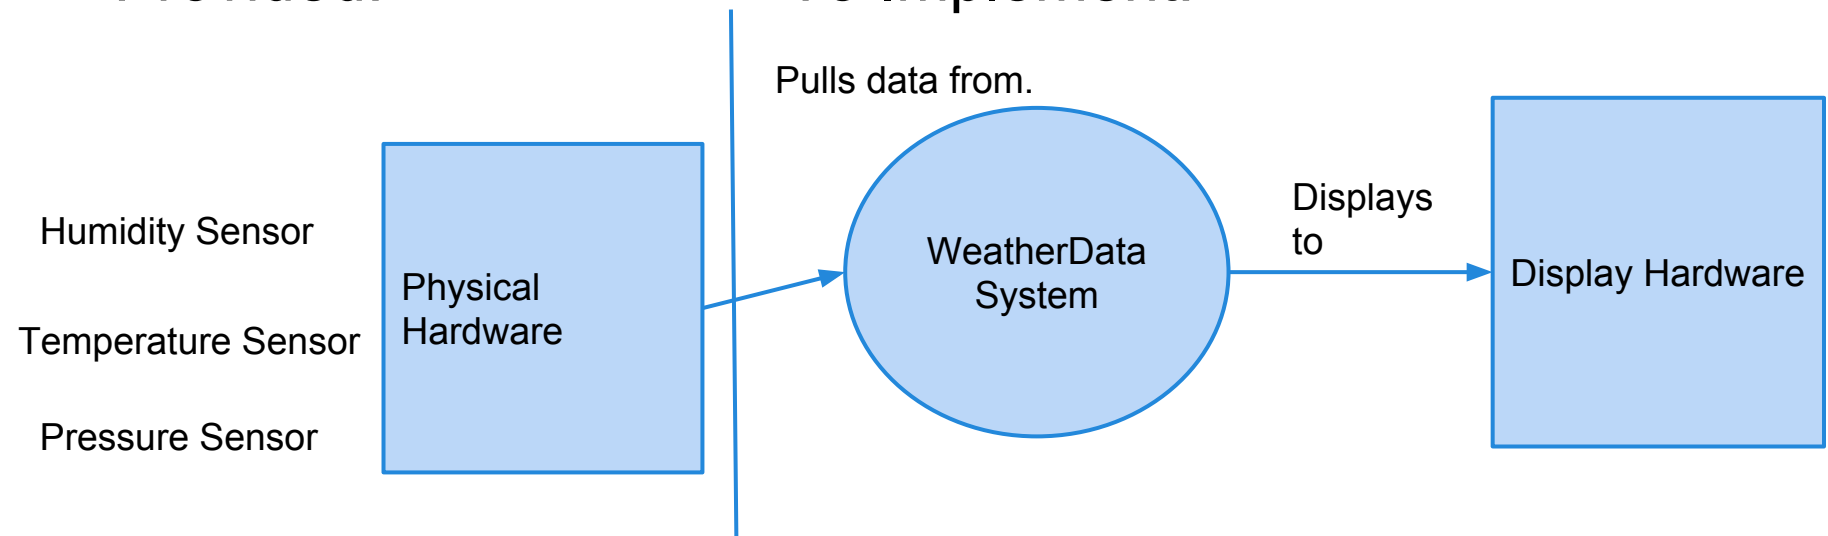 Pulls data from.
Humidity Sensor
Temperature Sensor
Pressure Sensor
Physical
Hardware
WeatherData
System
Displays
to
Display Hardware